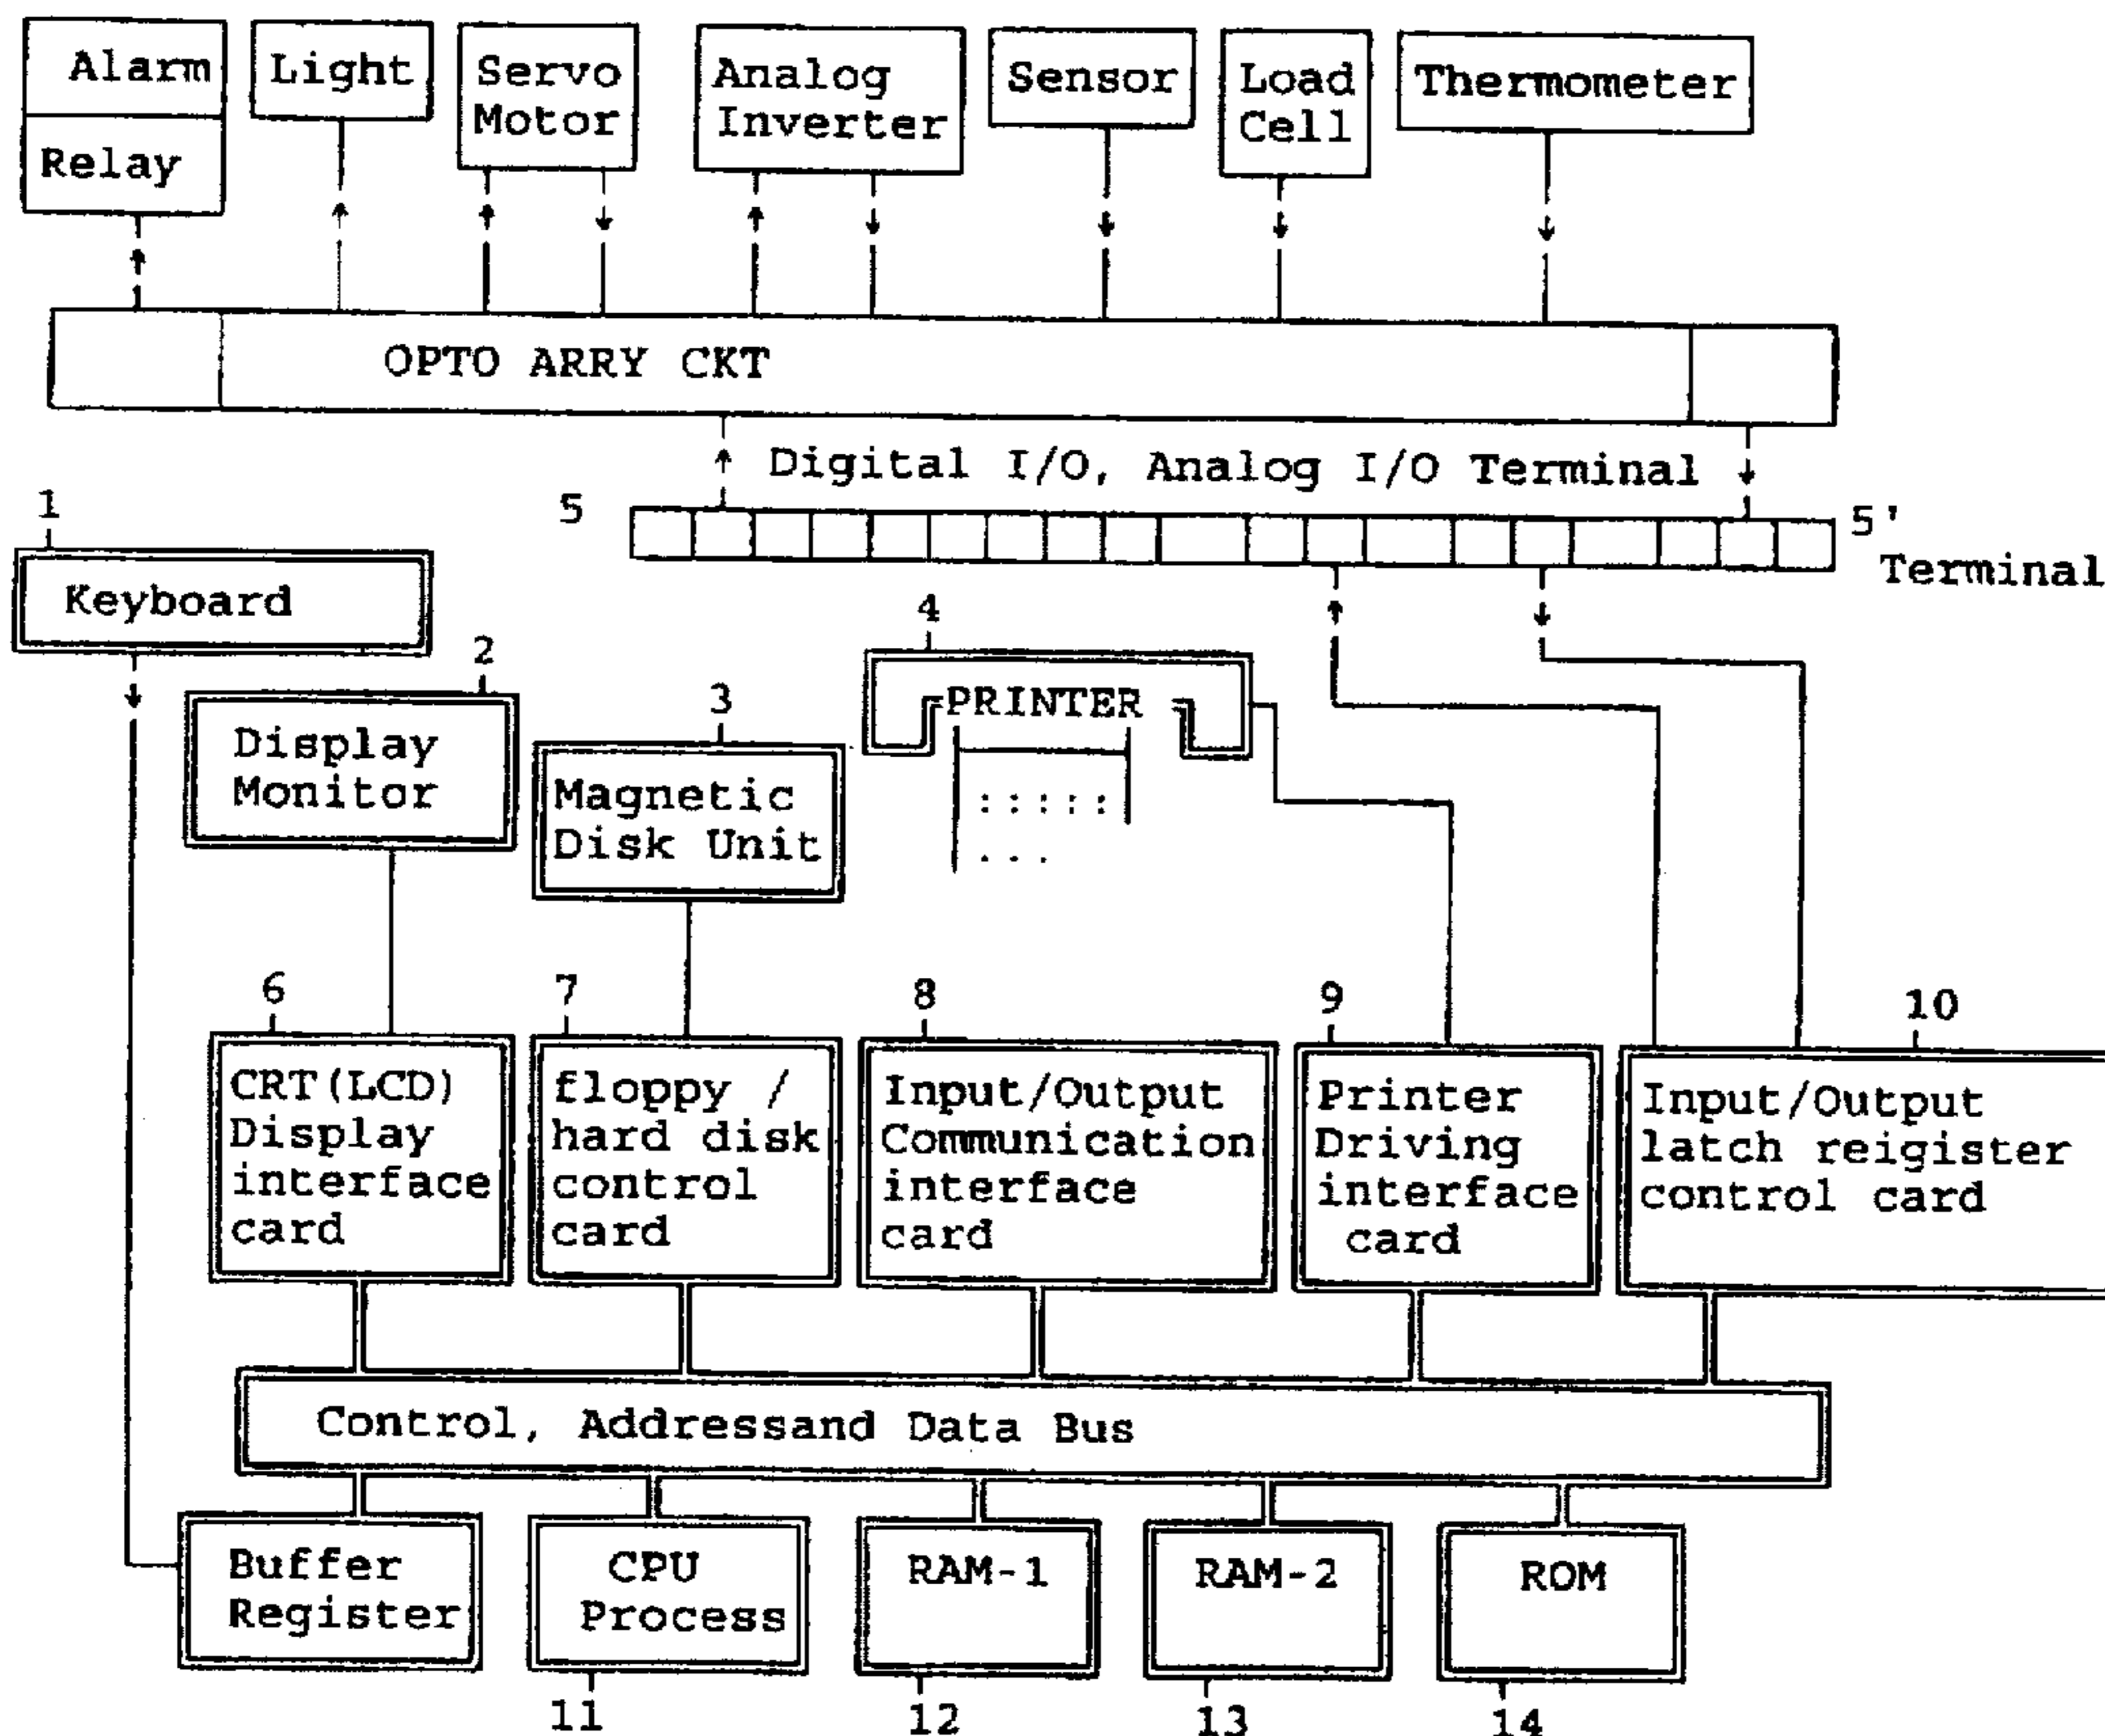 Alarm
Relay
Light
Servo
Motor
Analog
Inverter
Sensor
Load
Cell
Thermometer
OPTO ARRY CKT
Digital I/O, Analog I/O Terminal
5
5'
Terminal
1
Keyboard
2
Display
Monitor
3
Magnetic
Disk Unit
4
PRINTER
6
CRT(LCD)
Display
interface
card
7
floppy /
hard disk
control
card
8
Input/Output
Communication
interface
card
9
Printer
Driving
interface
card
10
Input/Output
latch reigister
control card
Control, Addressand Data Bus
Buffer
Register
CPU
Process
11
RAM-1
12
RAM-2
13
ROM
14